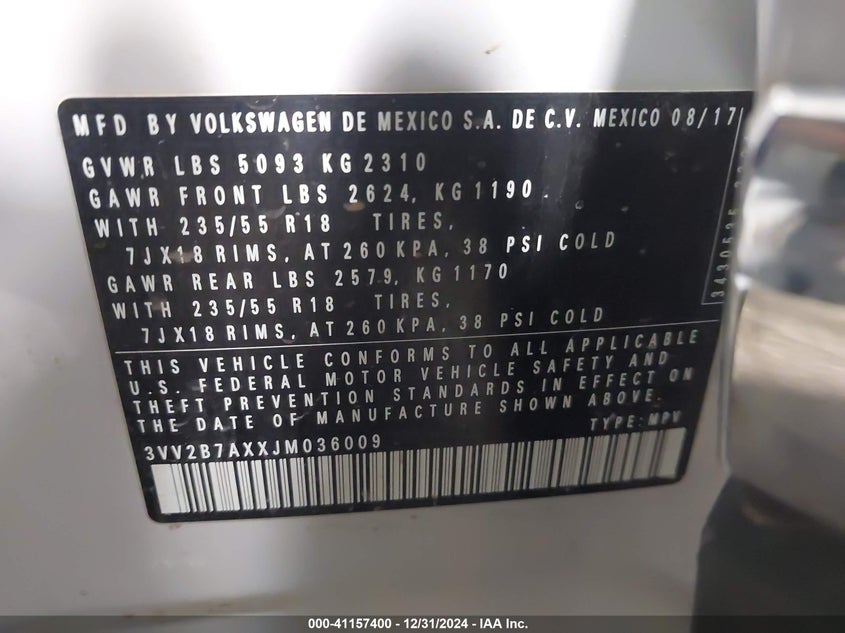 MFD BY VOLKSWAGEN DE MEXICO S.A. DE C.V. MEXICO 08/17
GVWR LBS 5093 KG 2310
GAWR FRONT LBS 2624, KG 1190
WITH 235/55 R18 TIRES,
7JX18 RIMS, AT 260 KPA, 38 PSI COLD
GAWR REAR LBS 2579, KG 1170
WITH 235/55 R18 TIRES,
7JX18 RIMS, AT 260 KPA, 38 PSI COLD
THIS VEHICLE CONFORMS TO ALL APPLICABLE
U.S. FEDERAL MOTOR VEHICLE SAFETY AND
THEFT PREVENTION STANDARDS IN EFFECT ON
THE DATE OF MANUFACTURE SHOWN ABOVE.
TYPE: MPV
3VV2B7AXXJM036009
000-41157400 - 12/31/2024 - IAA Inc.